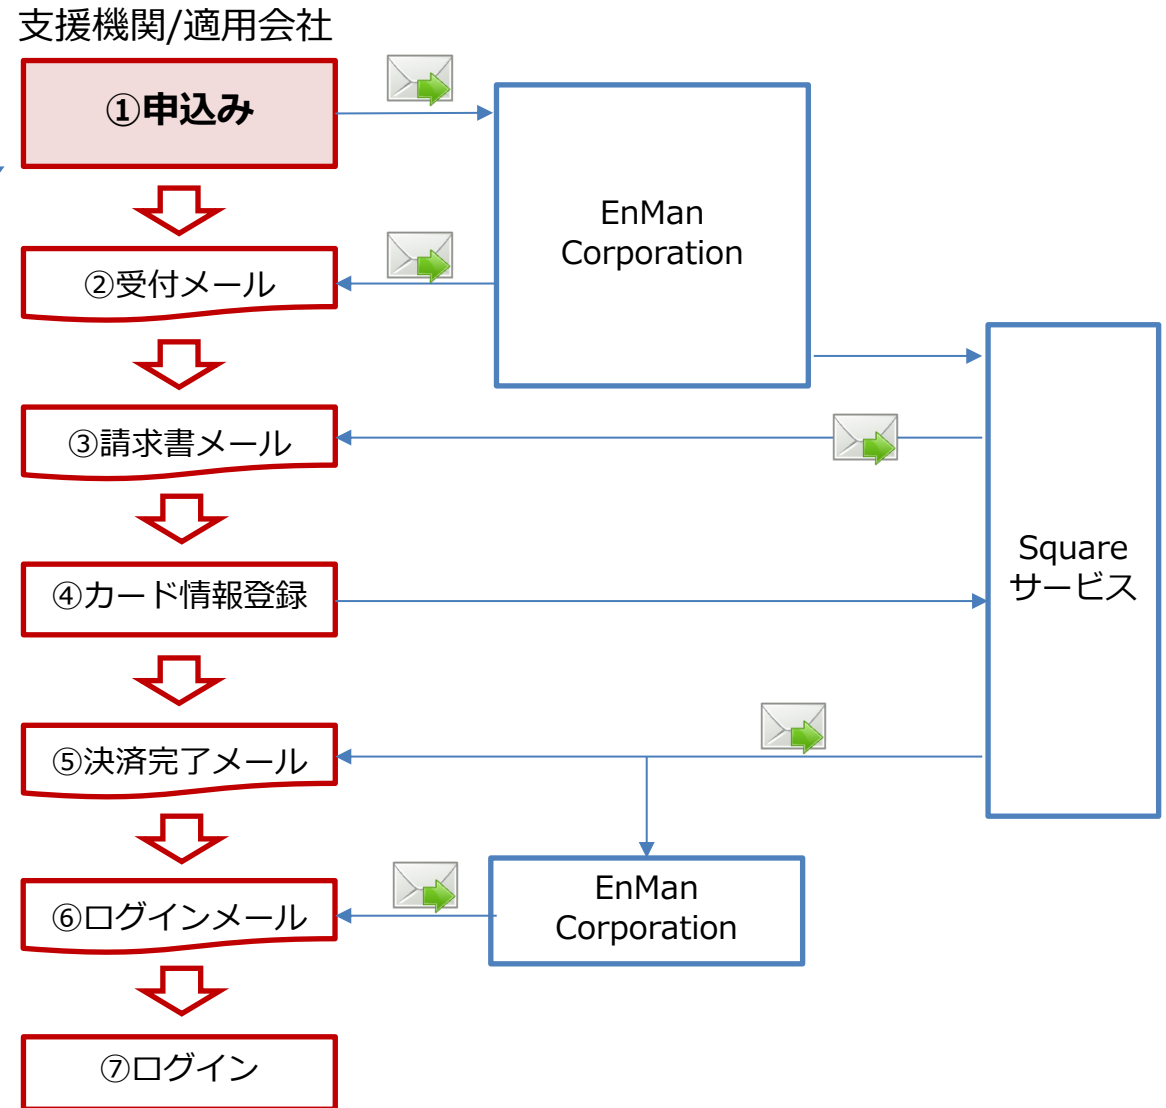 支援機関/適用会社
①申込み
EnMan
Corporation
②受付メール
③請求書メール
Square
サービス
④カード情報登録
⑤決済完了メール
EnMan
Corporation
⑥ログインメール
⑦ログイン